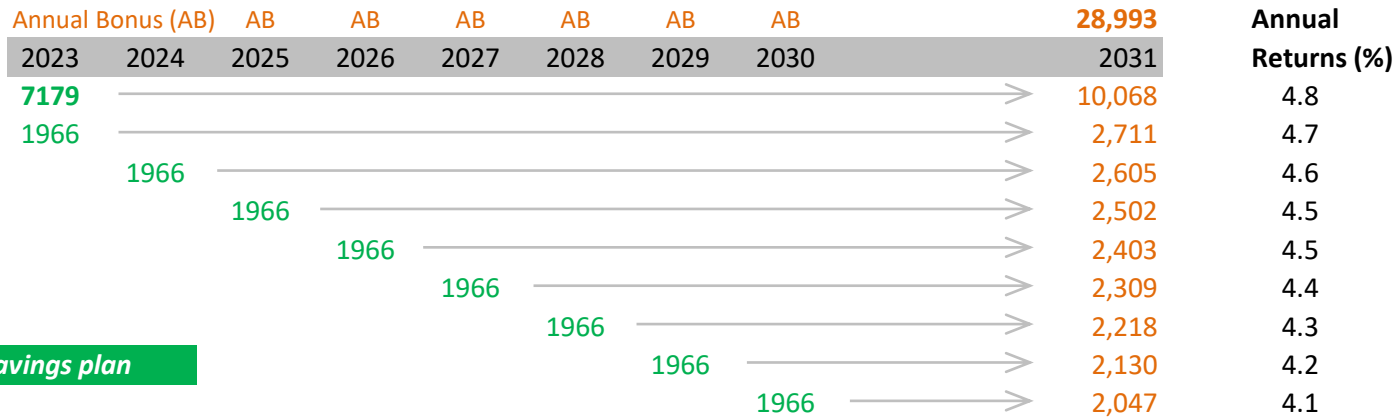 Annual Bonus (AB) AB AB AB AB AB AB 28,993 Annual
2023 2024 2025 2026 2027 2028 2029 2030 2031 Returns (%)
7179 10,068 4.8
1966 2,711 4.7
1966 2,605 4.6
1966 2,502 4.5
1966 2,403 4.5
1966 2,309 4.4
1966 2,218 4.3
avings plan 1966 2,130 4.2
1966 2,047 4.1